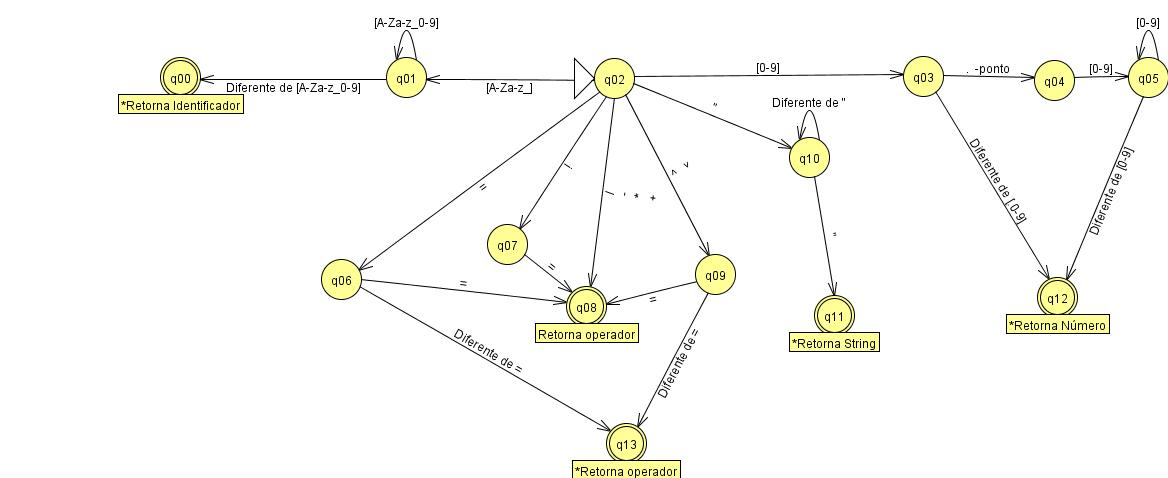 [A-Za-z_0-9]
[0-9]
q00
Diferente de [A-Za-z_0-9]
*Retorna Identificador
q01
[A-Za-z_]
q02
[0-9]
q03
. -ponto
q04
[0-9]
q05
"
Diferente de "
q10
=
!
/ - * +
< >
Diferente de [.0-9]
Diferente de [0-9]
q07
q06
=
=
q09
=
"
q08
Retorna operador
q11
*Retorna String
q12
*Retorna Número
Diferente de =
Diferente de =
q13
*Retorna operador